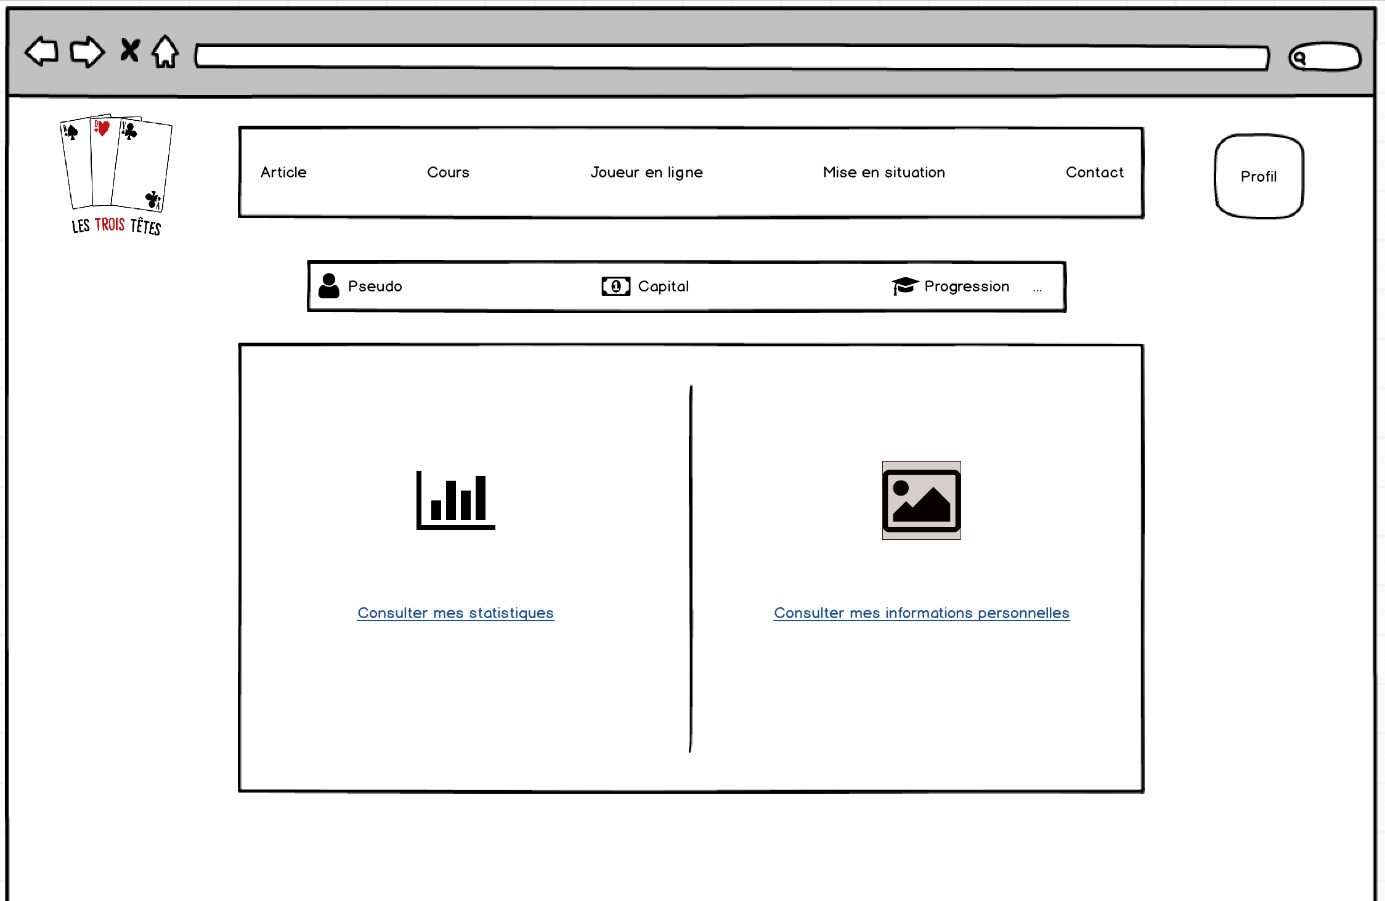 LES TROIS TÊTES
Article Cours Joueur en ligne Mise en situation Contact
Profil
Pseudo Capital Progression ...
Consulter mes statistiques Consulter mes informations personnelles